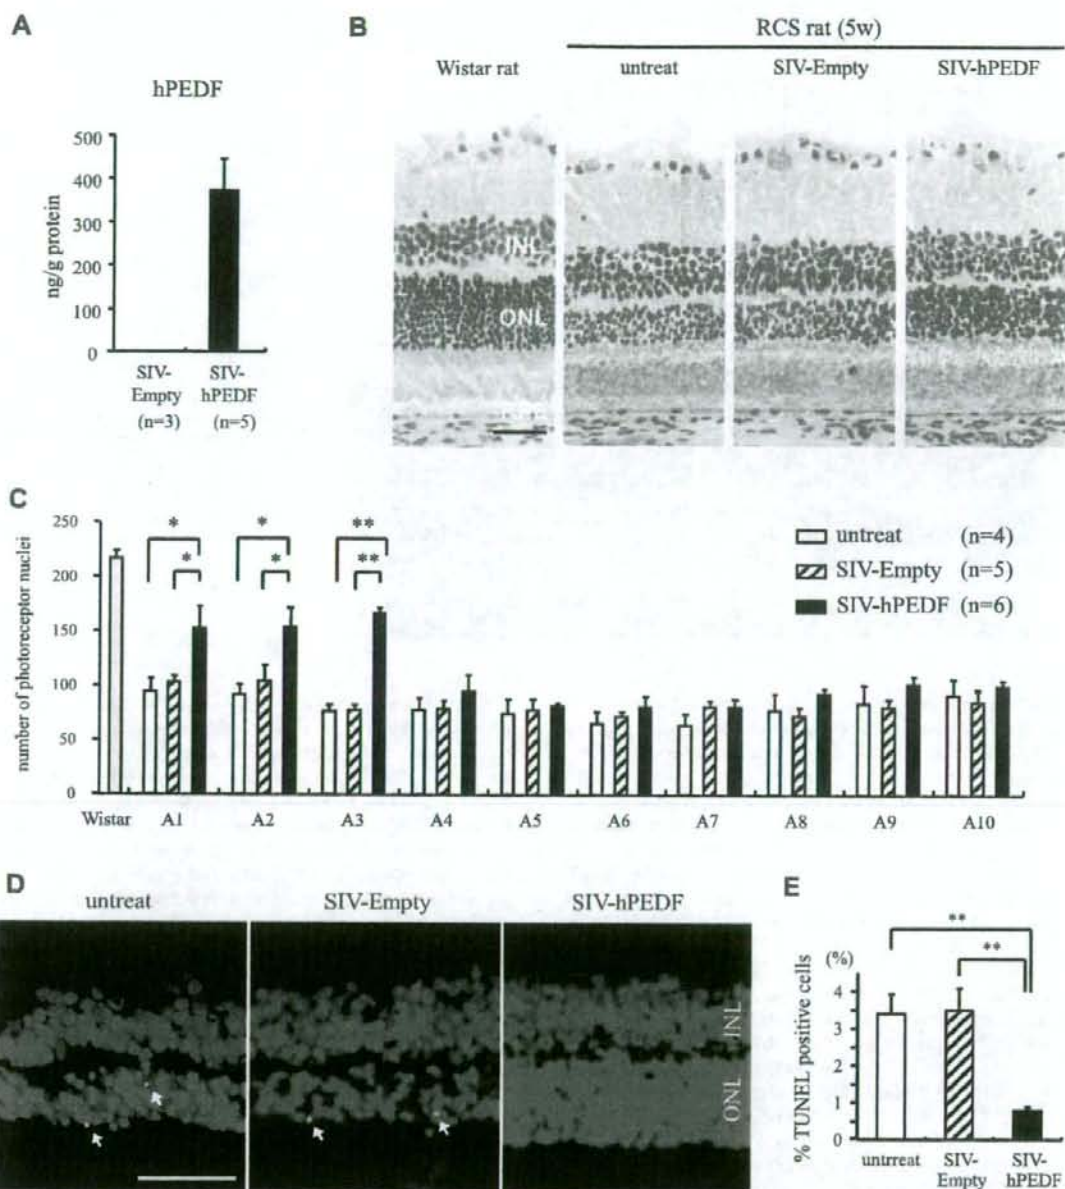 A
hPEDF
500
400
300
200
100
0
ng/g protein
SIV-
Empty
(n=3)
SIV-
hPEDF
(n=5)
B
RCS rat (5w)
Wistar rat
untreat
SIV-Empty
SIV-hPEDF
INL
ONL
C
250
200
150
100
50
0
number of photoreceptor nuclei
* * ** * * **
untreat (n=4)
SIV-Empty (n=5)
SIV-hPEDF (n=6)
Wistar A1 A2 A3 A4 A5 A6 A7 A8 A9 A10
D
untreat
SIV-Empty
SIV-hPEDF
INL
ONL
E
**
**
(%)
4
3
2
1
0
% TUNEL positive cells
untrreat
SIV-
Empty
SIV-
hPEDF